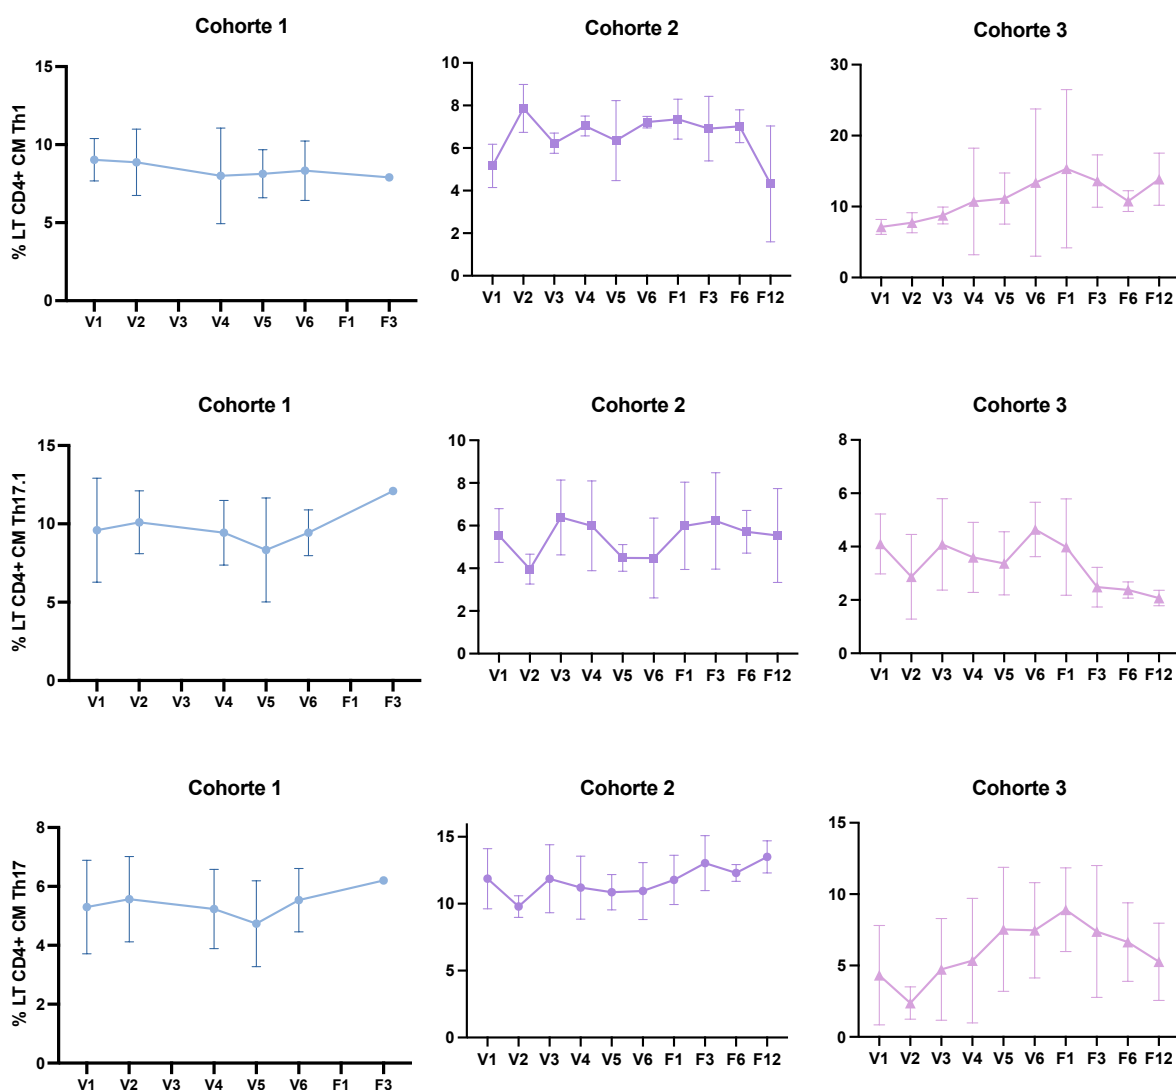 Cohorte 1
Cohorte 2
Cohorte 3
% LT CD4+ CM Th1
15
10
5
0
V1 V2 V3 V4 V5 V6 F1 F3
10
8
6
4
2
0
V1 V2 V3 V4 V5 V6 F1 F3 F6 F12
30
20
10
0
V1 V2 V3 V4 V5 V6 F1 F3 F6 F12
Cohorte 1
Cohorte 2
Cohorte 3
% LT CD4+ CM Th17.1
15
10
5
0
V1 V2 V3 V4 V5 V6 F1 F3
10
8
6
4
2
0
V1 V2 V3 V4 V5 V6 F1 F3 F6 F12
8
6
4
2
0
V1 V2 V3 V4 V5 V6 F1 F3 F6 F12
Cohorte 1
Cohorte 2
Cohorte 3
% LT CD4+ CM Th17
8
6
4
2
0
V1 V2 V3 V4 V5 V6 F1 F3
15
10
5
0
V1 V2 V3 V4 V5 V6 F1 F3 F6 F12
15
10
5
0
V1 V2 V3 V4 V5 V6 F1 F3 F6 F12